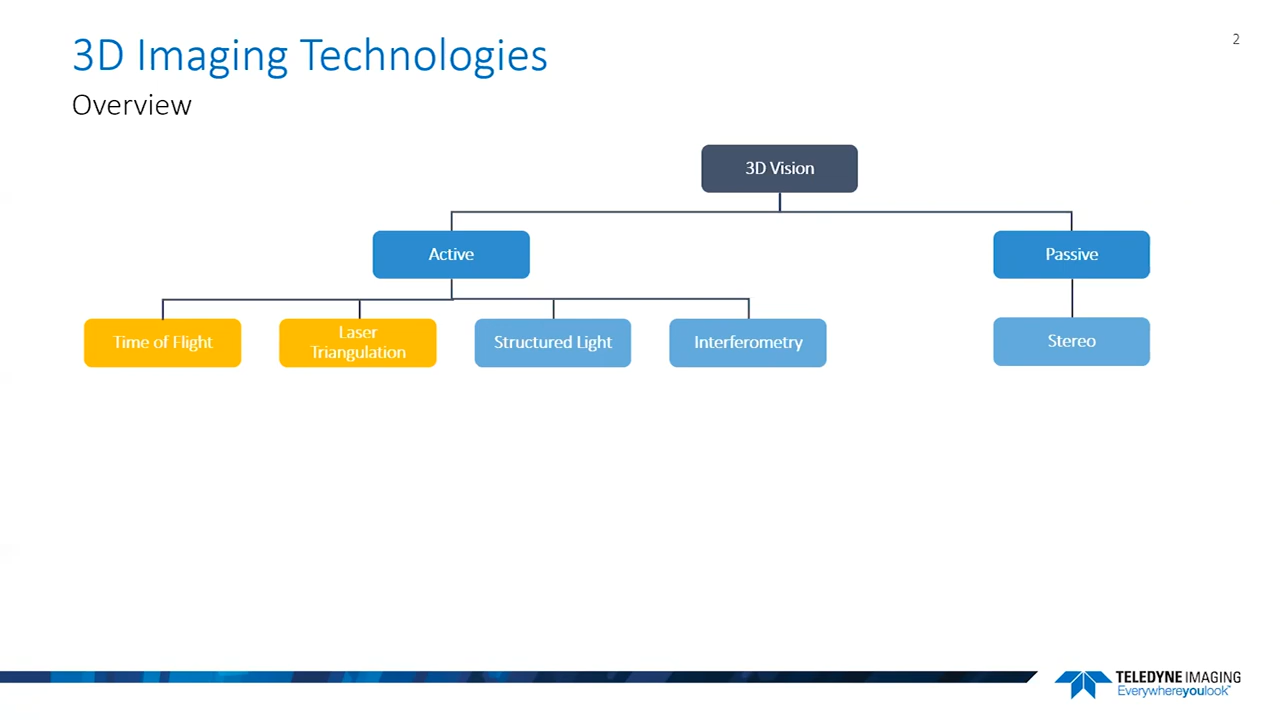 3D Imaging Technologies
2
Overview
3D Vision
Active
Passive
Time of Flight
Laser
Triangulation
Structured Light
Interferometry
Stereo
TELEDYNE IMAGING
Everywhereyoulook™